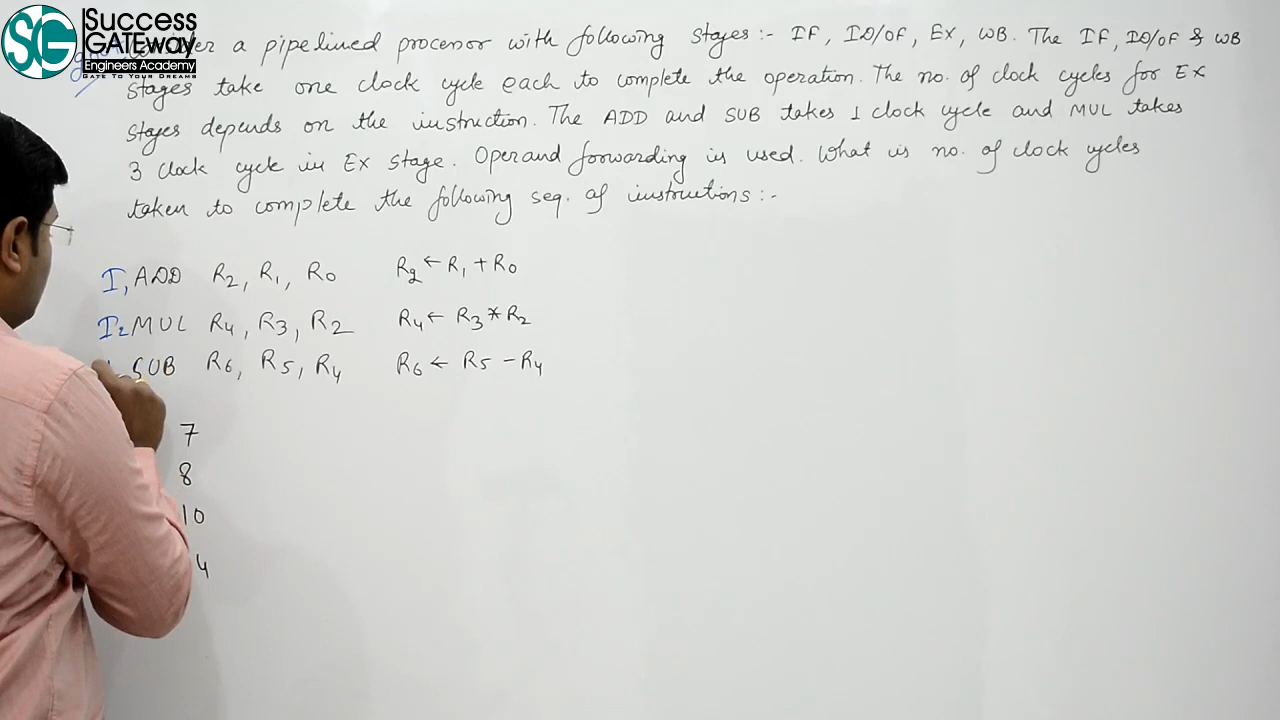 SG Success GATEway
Engineers Academy
GATE TO YOUR DREAMS
a pipelined processor with following stages :- IF, ID/OF, EX, WB. The IF, ID/OF & WB
stages take one clock cycle each to complete the operation. The no. of clock cycles for EX
stages depends on the instruction. The ADD and SUB takes 1 clock cycle and MUL takes
3 clock cycle in EX stage. Operand forwarding is used. What is no. of clock cycles
taken to complete the following seq. of instructions :-
I1 ADD R2, R1, R0 R2 ← R1 + R0
I2 MUL R4, R3, R2 R4 ← R3 * R2
SUB R6, R5, R4 R6 ← R5 - R4
7
8
10
4